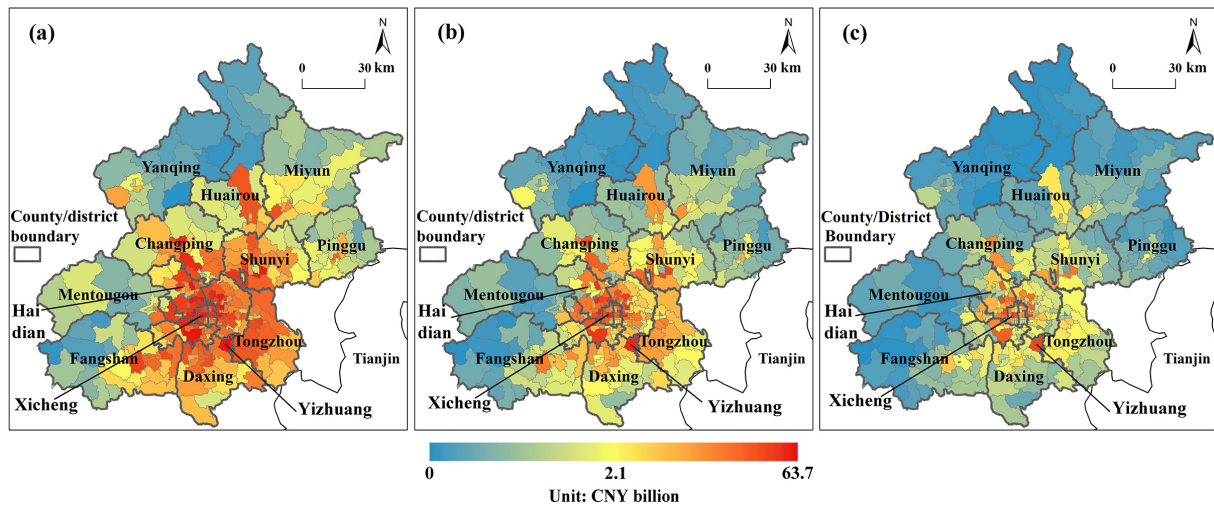 (a)
N
0 30 km
Yanqing
Miyun
Huairou
County/district
boundary
Changping
Pinggu
Shunyi
Mentougou
Hai
dian
Fangshan
Tongzhou
Tianjin
Daxing
Xicheng
Yizhuang
(b)
N
0 30 km
Yanqing
Miyun
Huairou
County/district
boundary
Changping
Pinggu
Shunyi
Mentougou
Hai
dian
Fangshan
Tongzhou
Tianjin
Daxing
Xicheng
Yizhuang
(c)
N
0 30 km
Yanqing
Miyun
Huairou
County/District
Boundary
Changping
Pinggu
Shunyi
Mentougou
Hai
dian
Fangshan
Tongzhou
Tianjin
Daxing
Xicheng
Yizhuang
0 2.1 63.7
Unit: CNY billion